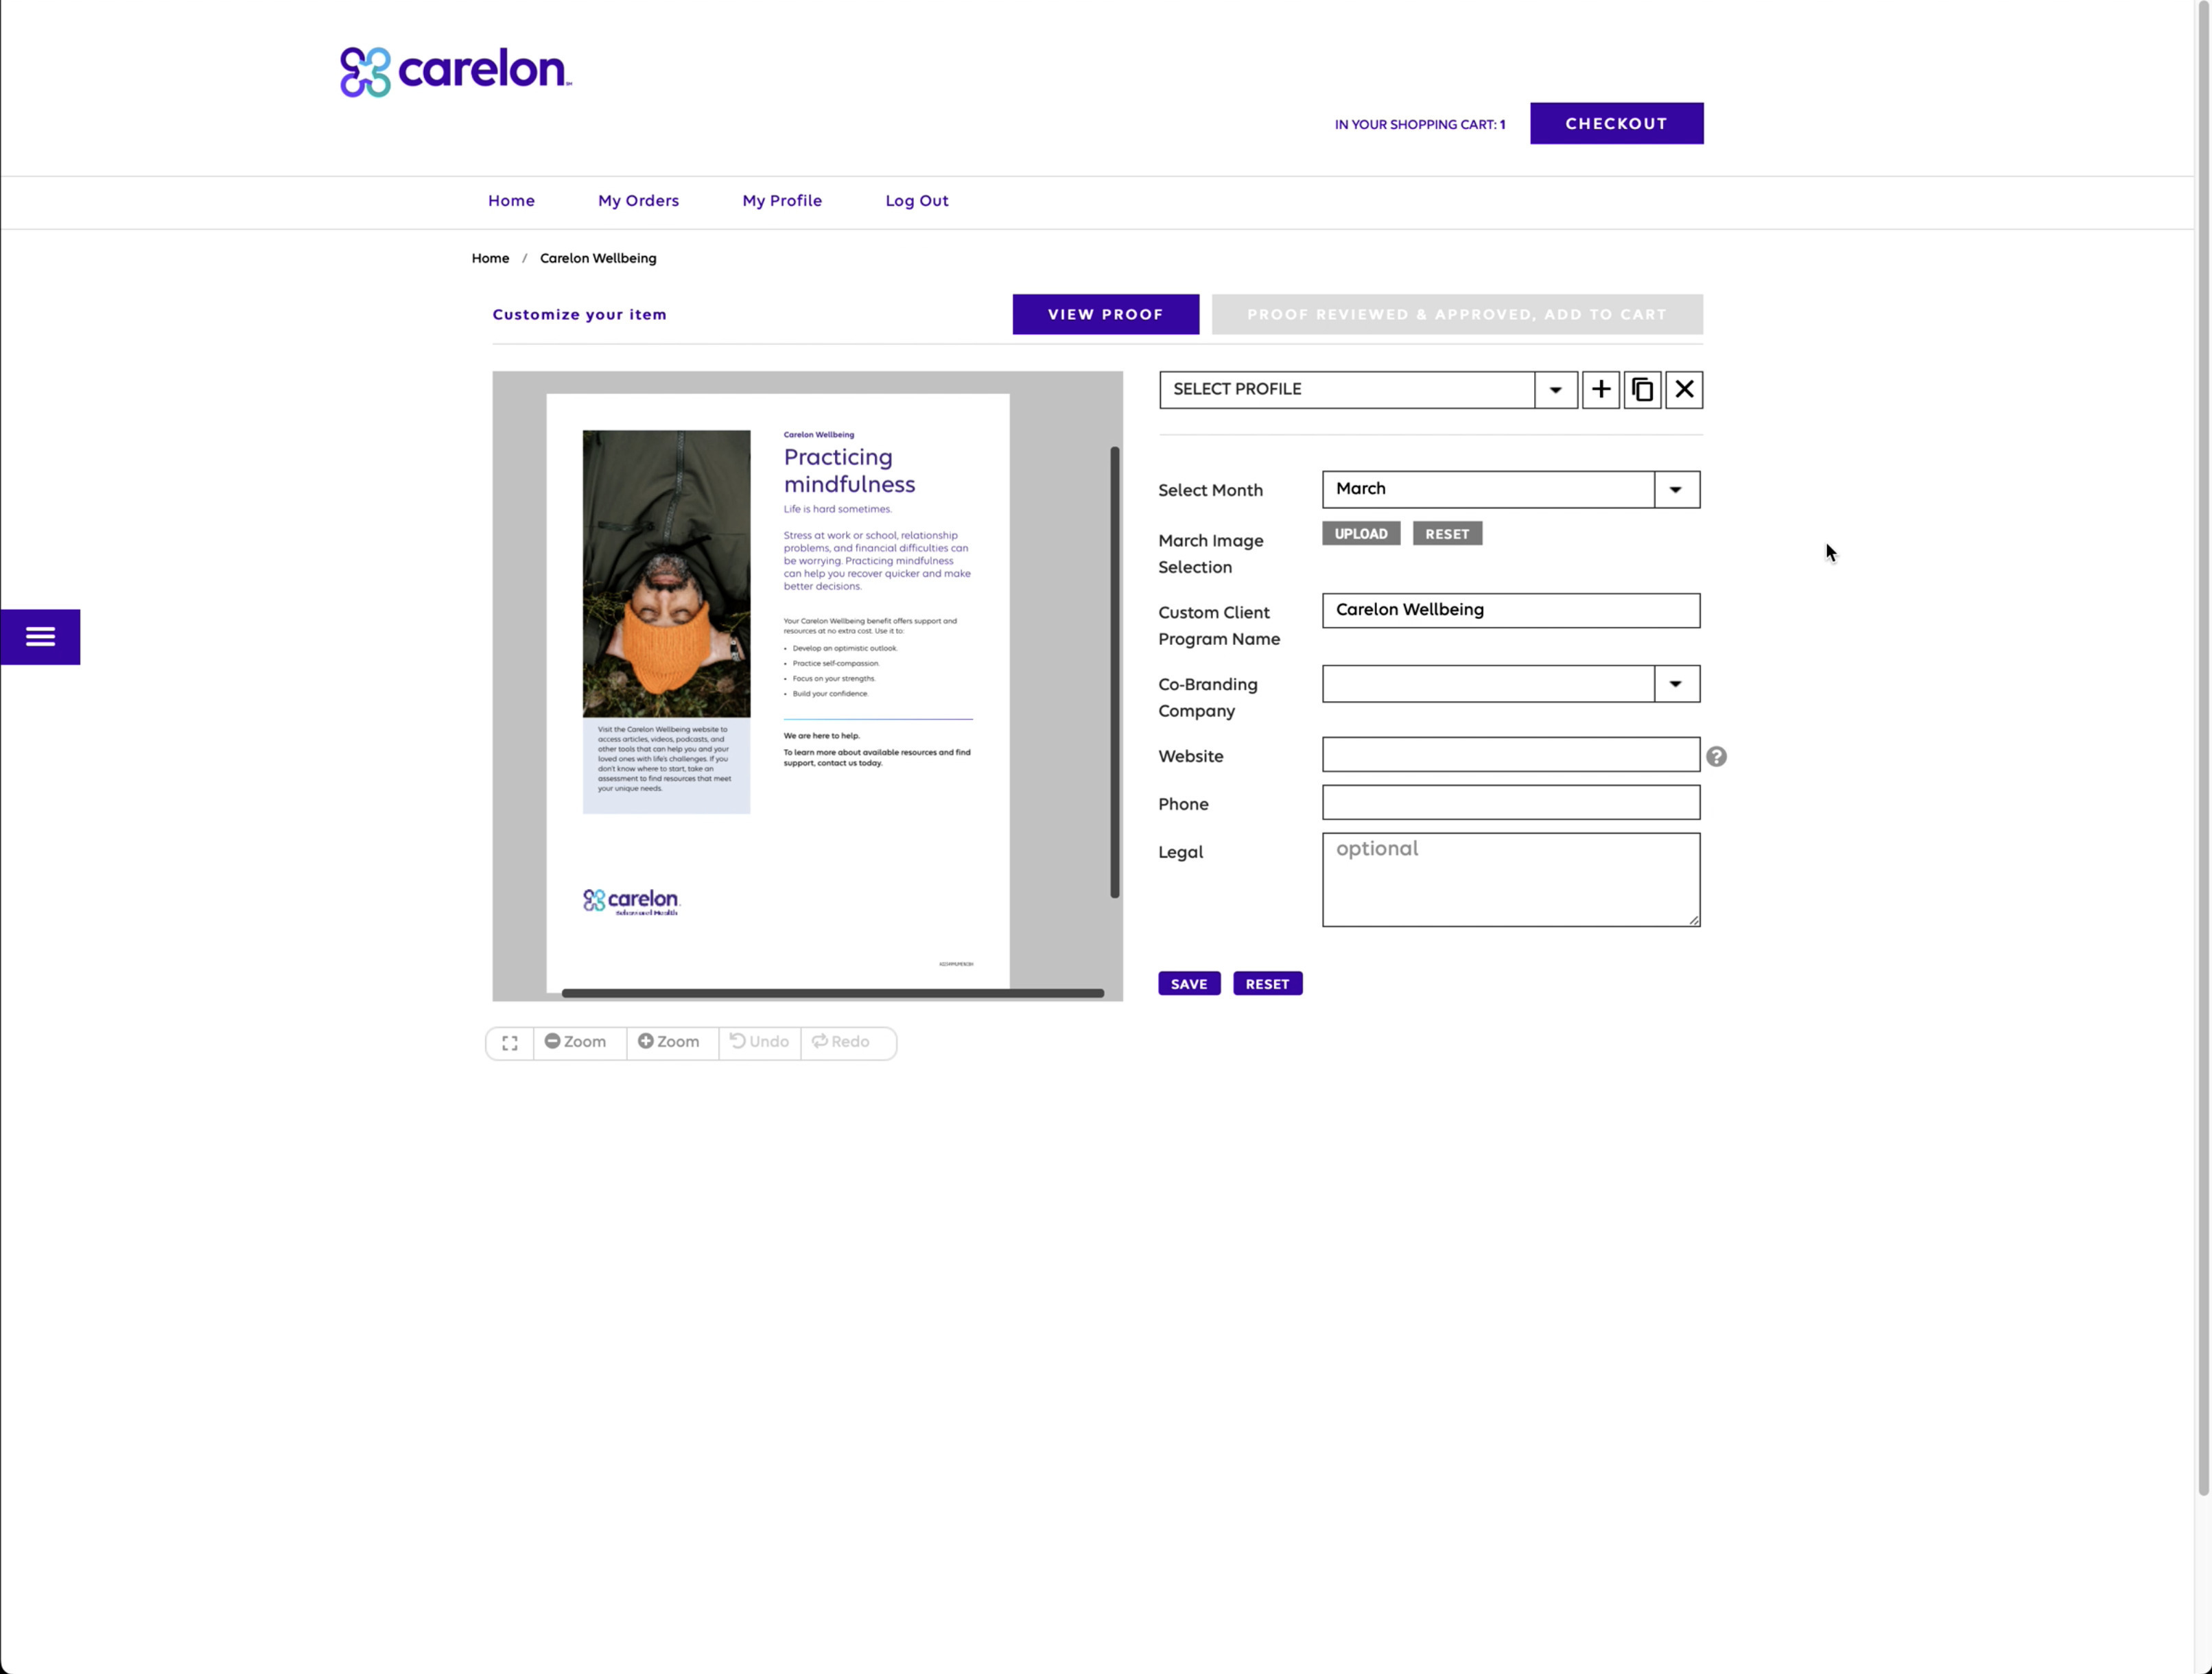 carelon
IN YOUR SHOPPING CART: 1
CHECKOUT
Home
My Orders
My Profile
Log Out
Home / Carelon Wellbeing
Customize your item
VIEW PROOF
PROOF REVIEWED & APPROVED, ADD TO CART
Carelon Wellbeing
Practicing
mindfulness
Life is hard sometimes.
Stress at work or school, relationship
problems, and financial difficulties can
be worrying. Practicing mindfulness
can help you recover quicker and make
better decisions.
Your Carelon Wellbeing benefit offers support and
resources at no extra cost. Use it to:
• Develop an optimistic outlook.
• Practice self-compassion.
• Focus on your strengths.
• Build your confidence.
We are here to help.
To learn more about available resources and find
support, contact us today.
Visit the Carelon Wellbeing website to
access articles, videos, podcasts, and
other tools that can help you and your
loved ones with life's challenges. If you
don't know where to start, take an
assessment to find resources that meet
your unique needs.
carelon
Behavioral Health
Zoom
Zoom
Undo
Redo
SELECT PROFILE
Select Month
March
March Image
Selection
UPLOAD
RESET
Custom Client
Program Name
Carelon Wellbeing
Co-Branding
Company
Website
?
Phone
Legal
optional
SAVE
RESET